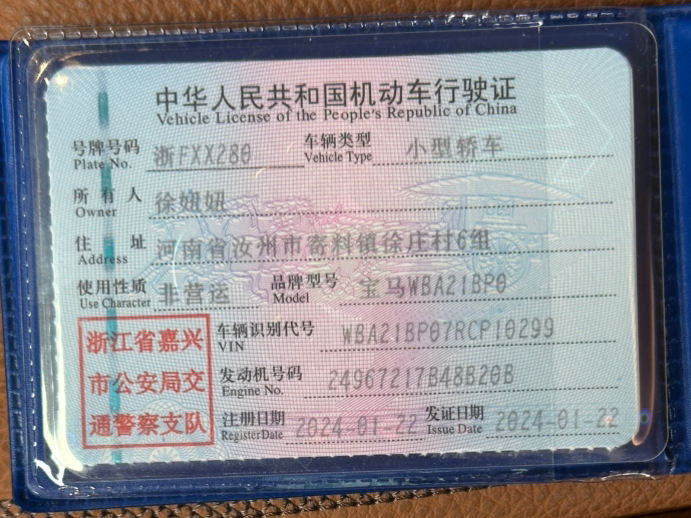 中华人民共和国机动车行驶证
Vehicle License of the People's Republic of China
号牌号码 浙FXX280 车辆类型 小型轿车
Plate No. Vehicle Type
所有人 徐妞妞
Owner
住址 河南省汝州市寄料镇徐庄村6组
Address
使用性质 非营运 品牌型号 宝马WBA21BP0
Use Character Model
浙江省嘉兴
市公安局交
通警察支队
车辆识别代号 WBA21BP07RCP10299
VIN
发动机号码 24967217B48B20B
Engine No.
注册日期 2024-01-22 发证日期 2024-01-22
Register Date Issue Date